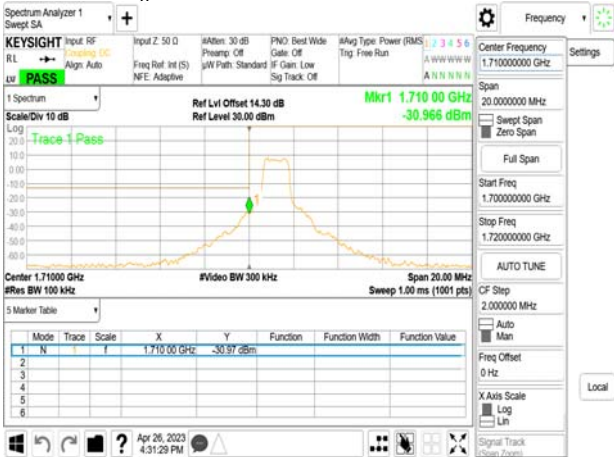 Spectrum Analyzer 1
Swept SA
Frequency
KEYSIGHT
Input: RF
Coupling: DC
Align: Auto
Input Z: 50 Ω
Freq Ref: Int (S)
NFE: Adaptive
#Atten: 30 dB
Preamp: Off
µW Path: Standard
PNO: Best Wide
Gate: Off
IF Gain: Low
Sig Track: Off
#Avg Type: Power (RMS)
Trig: Free Run
1 2 3 4 5 6
A W W W W W
A N N N N N
RL
PASS
1 Spectrum
Scale/Div 10 dB
Ref Lvl Offset 14.30 dB
Ref Level 30.00 dBm
Mkr1 1.710 00 GHz
-30.966 dBm
Log
Trace 1 Pass
20.0
10.0
0.00
-10.0
-20.0
-30.0
-40.0
-50.0
-60.0
1
Center 1.71000 GHz
#Res BW 100 kHz
#Video BW 300 kHz
Span 20.00 MHz
Sweep 1.00 ms (1001 pts)
5 Marker Table
Mode Trace Scale X Y Function Function Width Function Value
1 N 1 f 1.710 00 GHz -30.97 dBm
2
3
4
5
6
Apr 26, 2023
4:31:29 PM
Center Frequency
1.710000000 GHz
Settings
Span
20.0000000 MHz
Swept Span
Zero Span
Full Span
Start Freq
1.700000000 GHz
Stop Freq
1.720000000 GHz
AUTO TUNE
CF Step
2.000000 MHz
Auto
Man
Freq Offset
0 Hz
Local
X Axis Scale
Log
Lin
Signal Track
(Span Zoom)